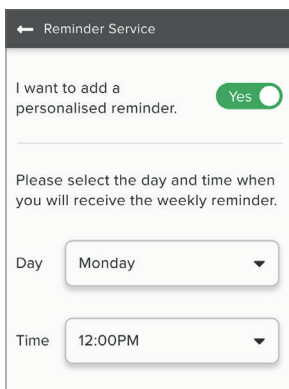 Reminder Service
I want to add a
personalised reminder.
Yes
Please select the day and time when
you will receive the weekly reminder.
Day
Monday
Time
12:00PM